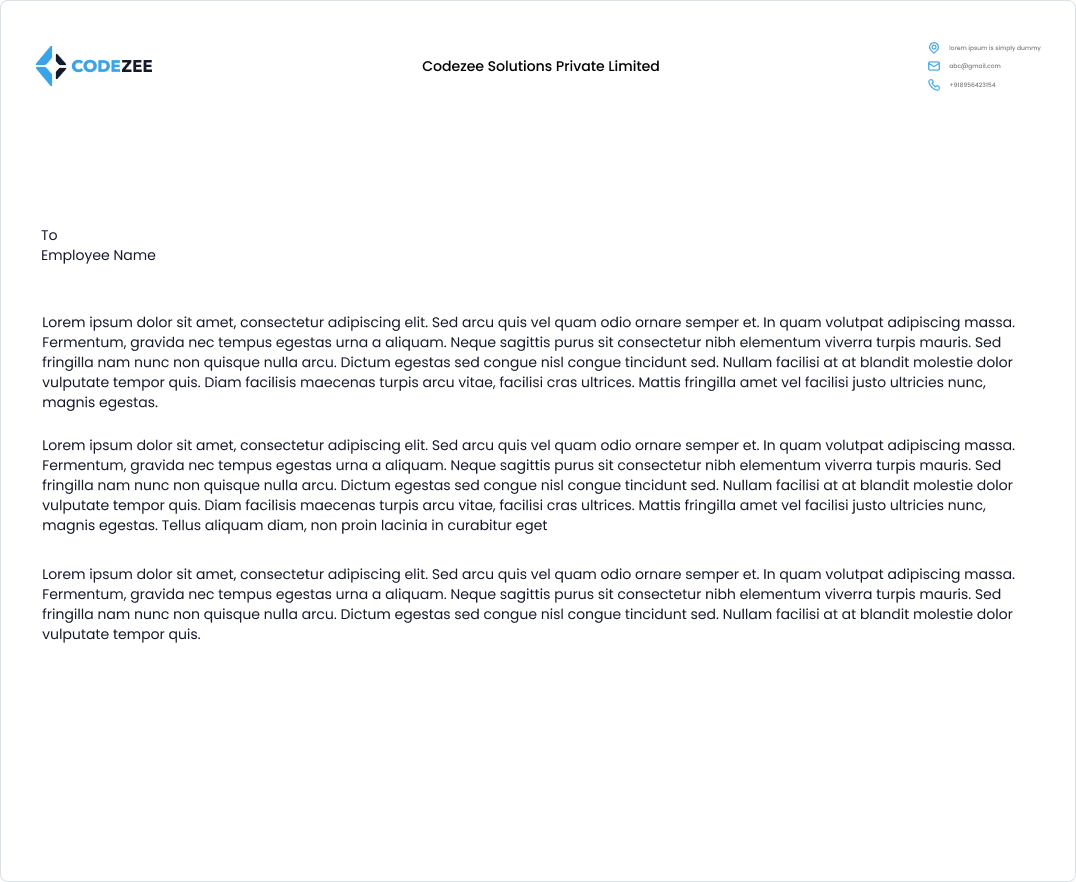 CODEZEE
Codezee Solutions Private Limited
lorem ipsum is simply dummy
abc@gmail.com
+918956423154
To
Employee Name
Lorem ipsum dolor sit amet, consectetur adipiscing elit. Sed arcu quis vel quam odio ornare semper et. In quam volutpat adipiscing massa.
Fermentum, gravida nec tempus egestas urna a aliquam. Neque sagittis purus sit consectetur nibh elementum viverra turpis mauris. Sed
fringilla nam nunc non quisque nulla arcu. Dictum egestas sed congue nisl congue tincidunt sed. Nullam facilisi at at blandit molestie dolor
vulputate tempor quis. Diam facilisis maecenas turpis arcu vitae, facilisi cras ultrices. Mattis fringilla amet vel facilisi justo ultricies nunc,
magnis egestas.
Lorem ipsum dolor sit amet, consectetur adipiscing elit. Sed arcu quis vel quam odio ornare semper et. In quam volutpat adipiscing massa.
Fermentum, gravida nec tempus egestas urna a aliquam. Neque sagittis purus sit consectetur nibh elementum viverra turpis mauris. Sed
fringilla nam nunc non quisque nulla arcu. Dictum egestas sed congue nisl congue tincidunt sed. Nullam facilisi at at blandit molestie dolor
vulputate tempor quis. Diam facilisis maecenas turpis arcu vitae, facilisi cras ultrices. Mattis fringilla amet vel facilisi justo ultricies nunc,
magnis egestas. Tellus aliquam diam, non proin lacinia in curabitur eget
Lorem ipsum dolor sit amet, consectetur adipiscing elit. Sed arcu quis vel quam odio ornare semper et. In quam volutpat adipiscing massa.
Fermentum, gravida nec tempus egestas urna a aliquam. Neque sagittis purus sit consectetur nibh elementum viverra turpis mauris. Sed
fringilla nam nunc non quisque nulla arcu. Dictum egestas sed congue nisl congue tincidunt sed. Nullam facilisi at at blandit molestie dolor
vulputate tempor quis.